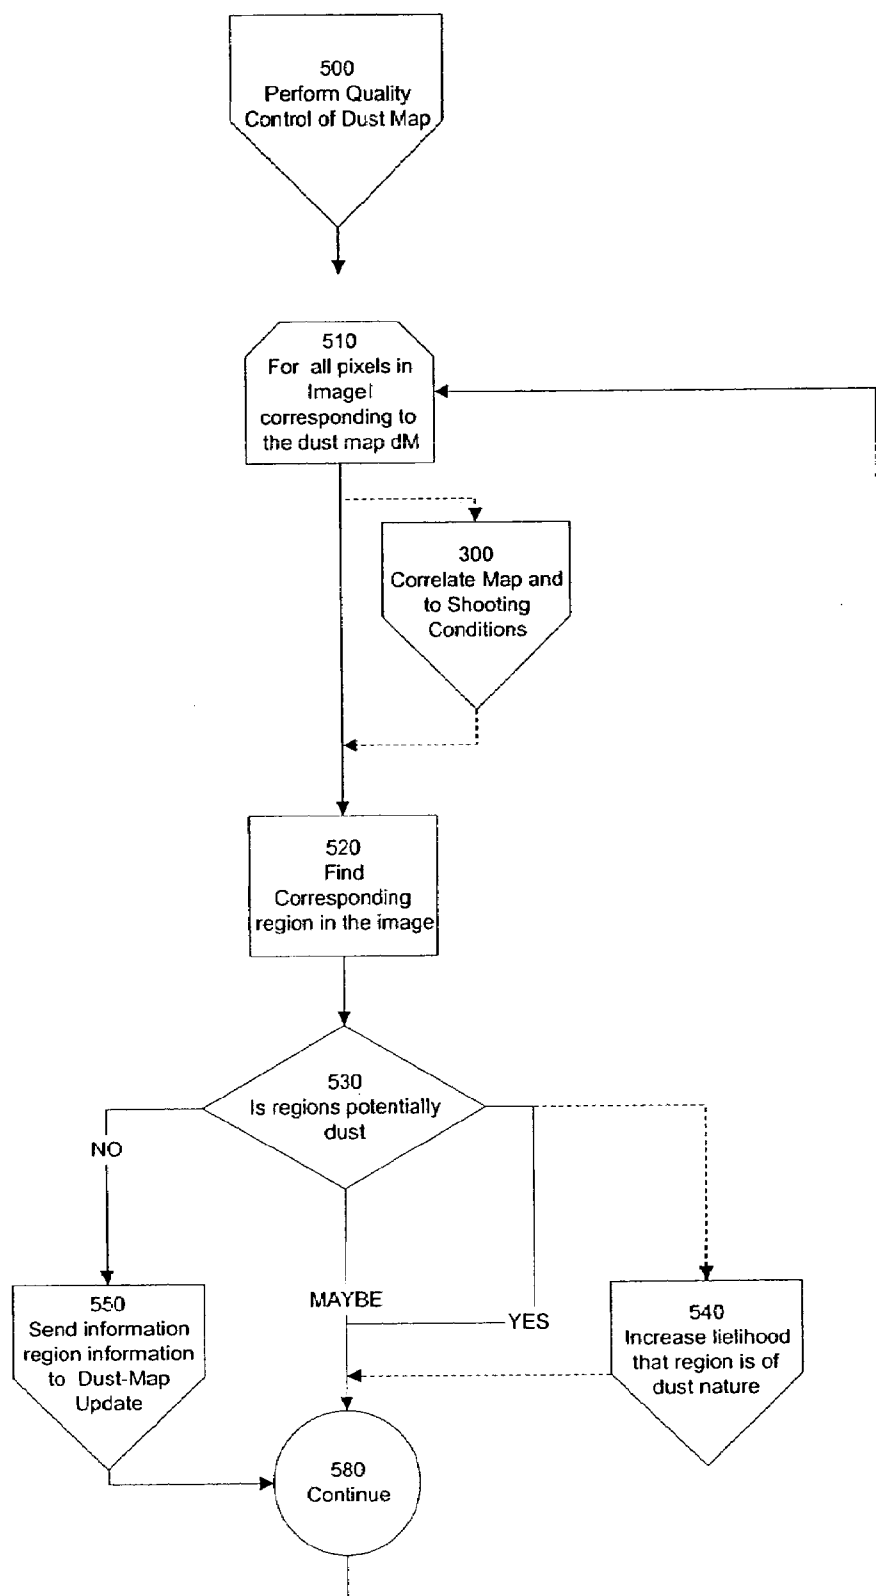 500
Perform Quality
Control of Dust Map
510
For all pixels in
ImageI
corresponding to
the dust map dM
300
Correlate Map and
to Shooting
Conditions
520
Find
Corresponding
region in the image
530
Is regions potentially
dust
NO
MAYBE
YES
550
Send information
region information
to Dust-Map
Update
540
Increase lielihood
that region is of
dust nature
580
Continue